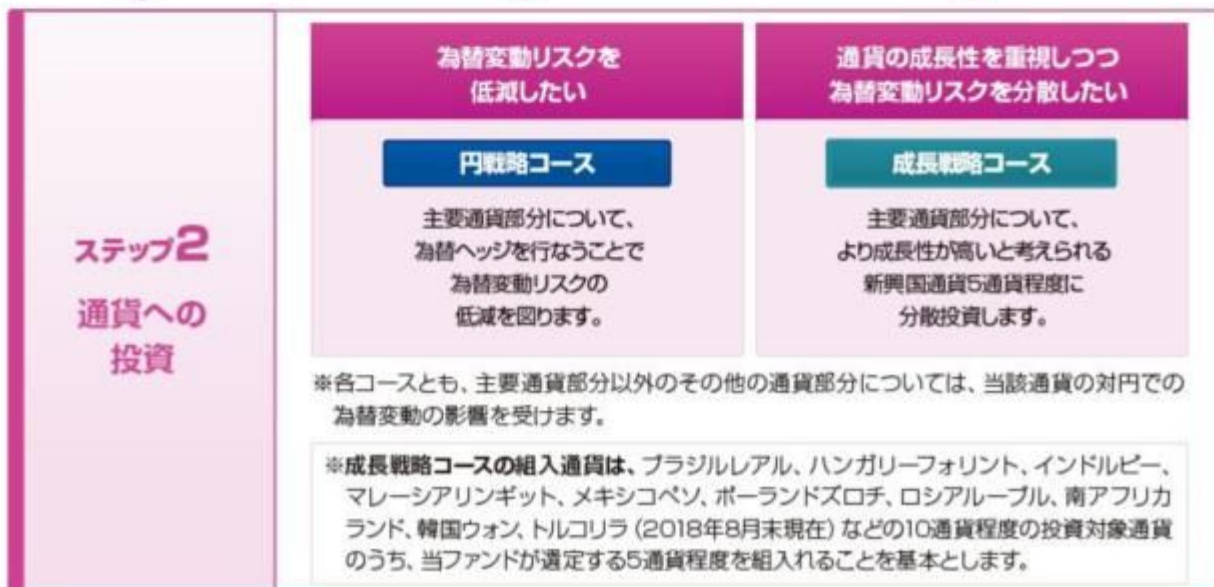 ステップ2
通貨への
投資
為替変動リスクを
低減したい
円戦略コース
主要通貨部分について、
為替ヘッジを行なうことで
為替変動リスクの
低減を図ります。
通貨の成長性を重視しつつ
為替変動リスクを分散したい
成長戦略コース
主要通貨部分について、
より成長性が高いと考えられる
新興国通貨5通貨程度に
分散投資します。
※各コースとも、主要通貨部分以外のその他の通貨部分については、当該通貨の対円での
為替変動の影響を受けます。
※成長戦略コースの組入通貨は、ブラジルレアル、ハンガリーフォリント、インドルピー、
マレーシアリンギット、メキシコペソ、ポーランドズロチ、ロシアルーブル、南アフリカ
ランド、韓国ウォン、トルコリラ（2018年8月末現在）などの10通貨程度の投資対象通貨
のうち、当ファンドが選定する5通貨程度を組入れることを基本とします。